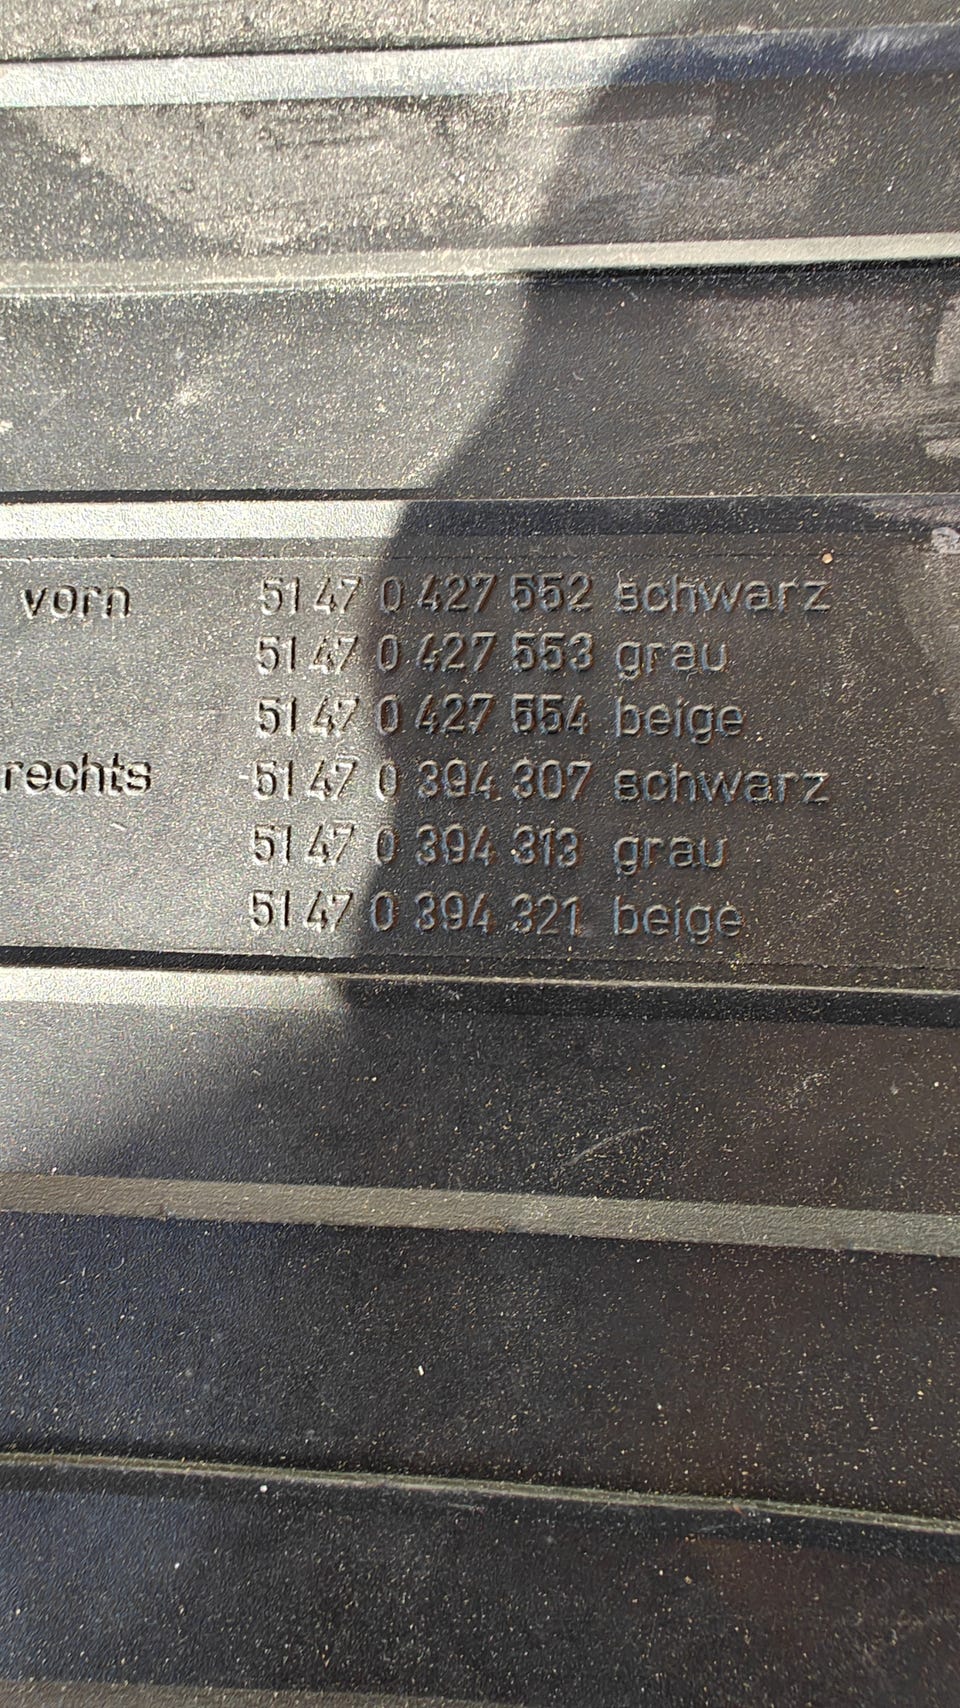 vorn 51 47 0 427 552 schwarz
51 47 0 427 553 grau
51 47 0 427 554 beige
rechts 51 47 0 394 307 schwarz
51 47 0 394 313 grau
51 47 0 394 321 beige